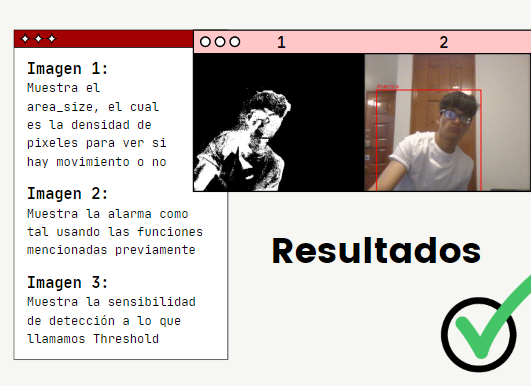 Imagen 1:
Muestra el
area_size, el cual
es la densidad de
pixeles para ver si
hay movimiento o no
Imagen 2:
Muestra la alarma como
tal usando las funciones
mencionadas previamente
Imagen 3:
Muestra la sensibilidad
de detección a lo que
llamamos Threshold
1
2
Alarma
Resultados